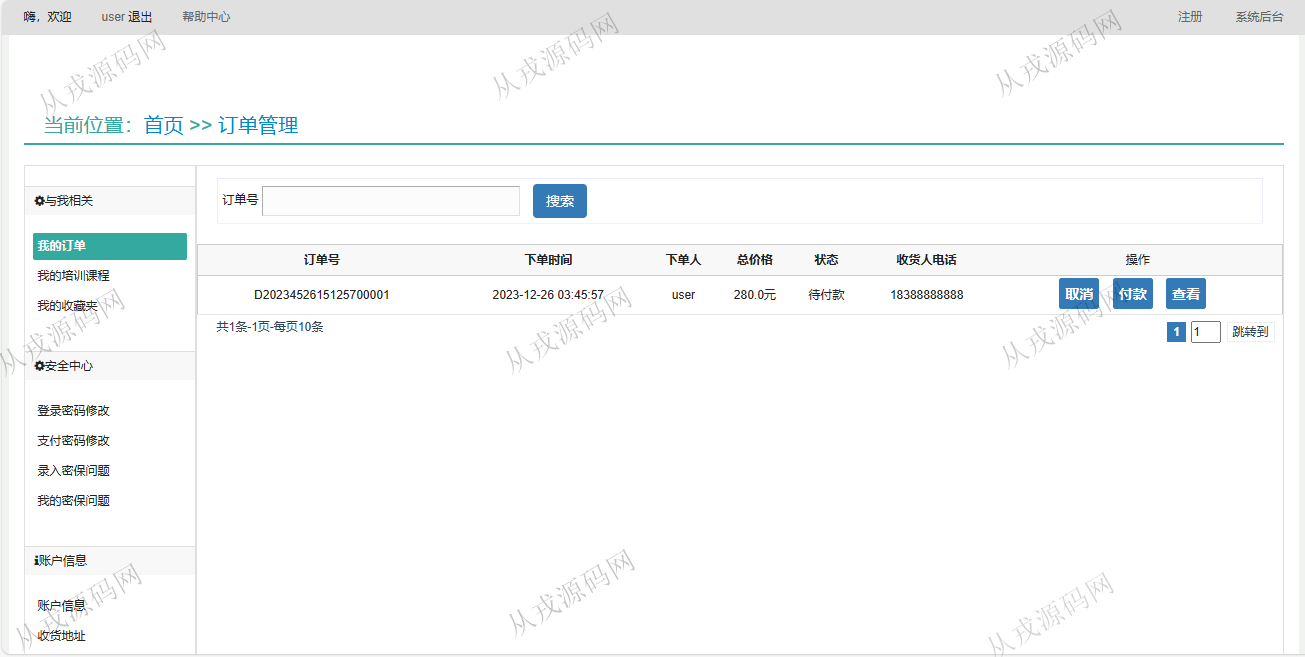 嗨，欢迎 user 退出 帮助中心 注册 系统后台
当前位置：首页 >> 订单管理
与我相关
我的订单
我的培训课程
我的收藏夹
安全中心
登录密码修改
支付密码修改
录入密保问题
我的密保问题
账户信息
账户信息
收货地址
订单号 搜索
订单号 下单时间 下单人 总价格 状态 收货人电话 操作
D2023452615125700001 2023-12-26 03:45:57 user 280.0元 待付款 18388888888 取消 付款 查看
共1条-1页-每页10条 1 1 跳转到
从戎源码网
从戎源码网
从戎源码网
从戎源码网
从戎源码网
从戎源码网
从戎源码网
从戎源码网
从戎源码网